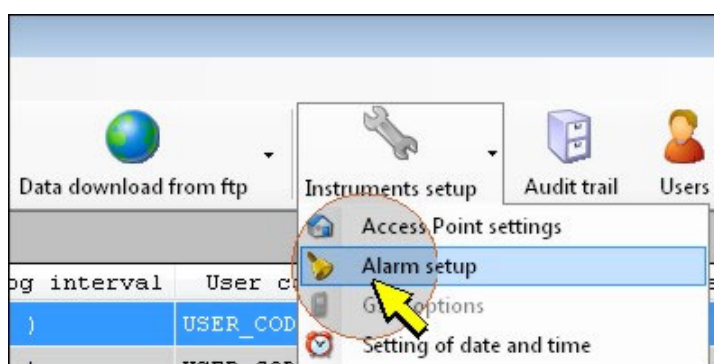 Data download from ftp
Instruments setup
Audit trail
Users
Access Point settings
Alarm setup
options
Setting of date and time
og interval
User c
)
USER_COD